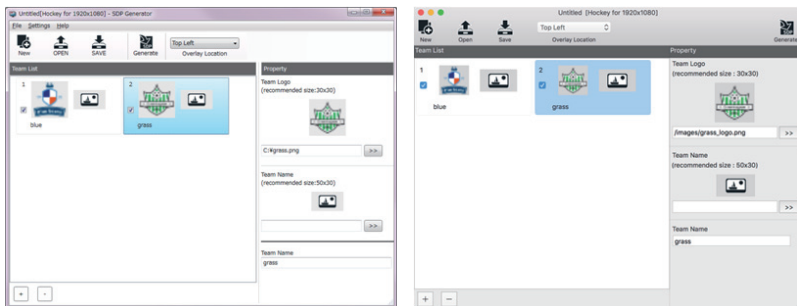 Untitled[Hockey for 1920x1080] - SDP Generator
File Settings Help
New OPEN SAVE Generate Top Left Overlay Location
Team List Property
1 2
blue grass
Team Logo
(recommended size:30x30)
C:¥grass.png >>
Team Name
(recommended size:50x30)
>>
Team Name
grass
+ -
Untitled [Hockey for 1920x1080]
New Open Save Top Left Overlay Location Generate
Team List Property
1 2
blue grass
Team Logo
(recommended size : 30x30)
/images/grass_logo.png >>
Team Name
(recommended size : 50x30)
>>
Team Name
grass
+ −